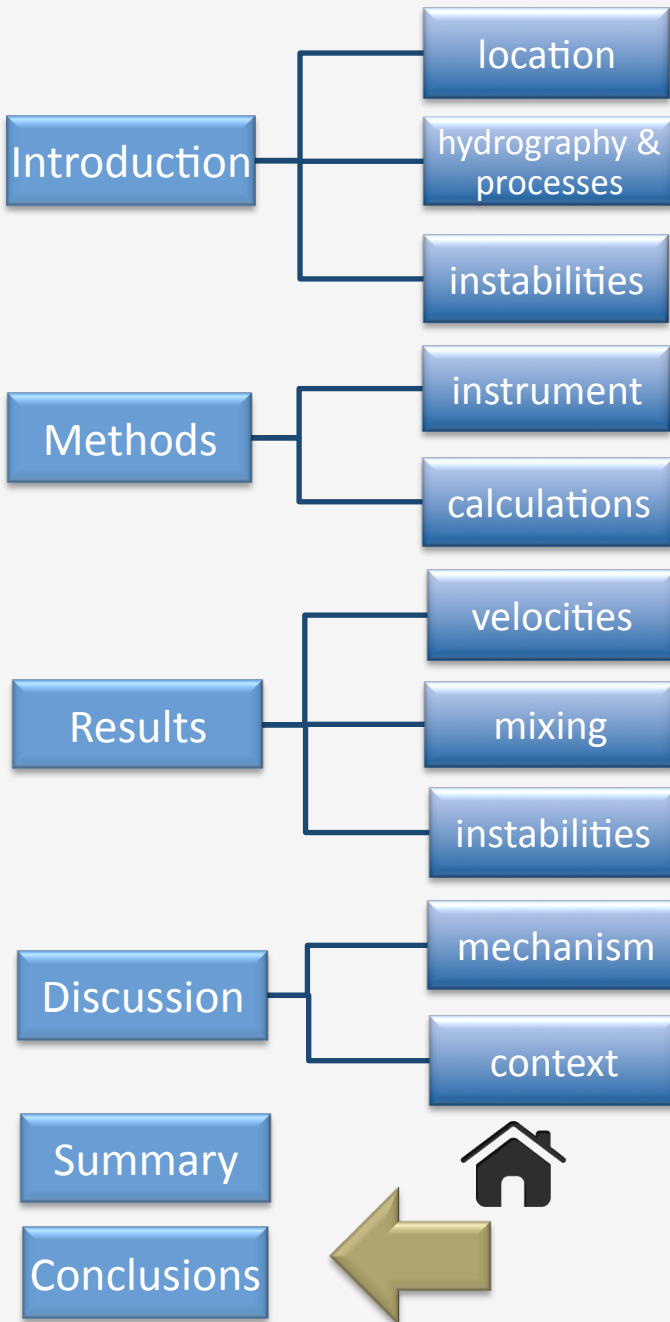 Introduction
location
hydrography &
processes
instabilities
Methods
instrument
calculations
Results
velocities
mixing
instabilities
Discussion
mechanism
context
Summary
Conclusions